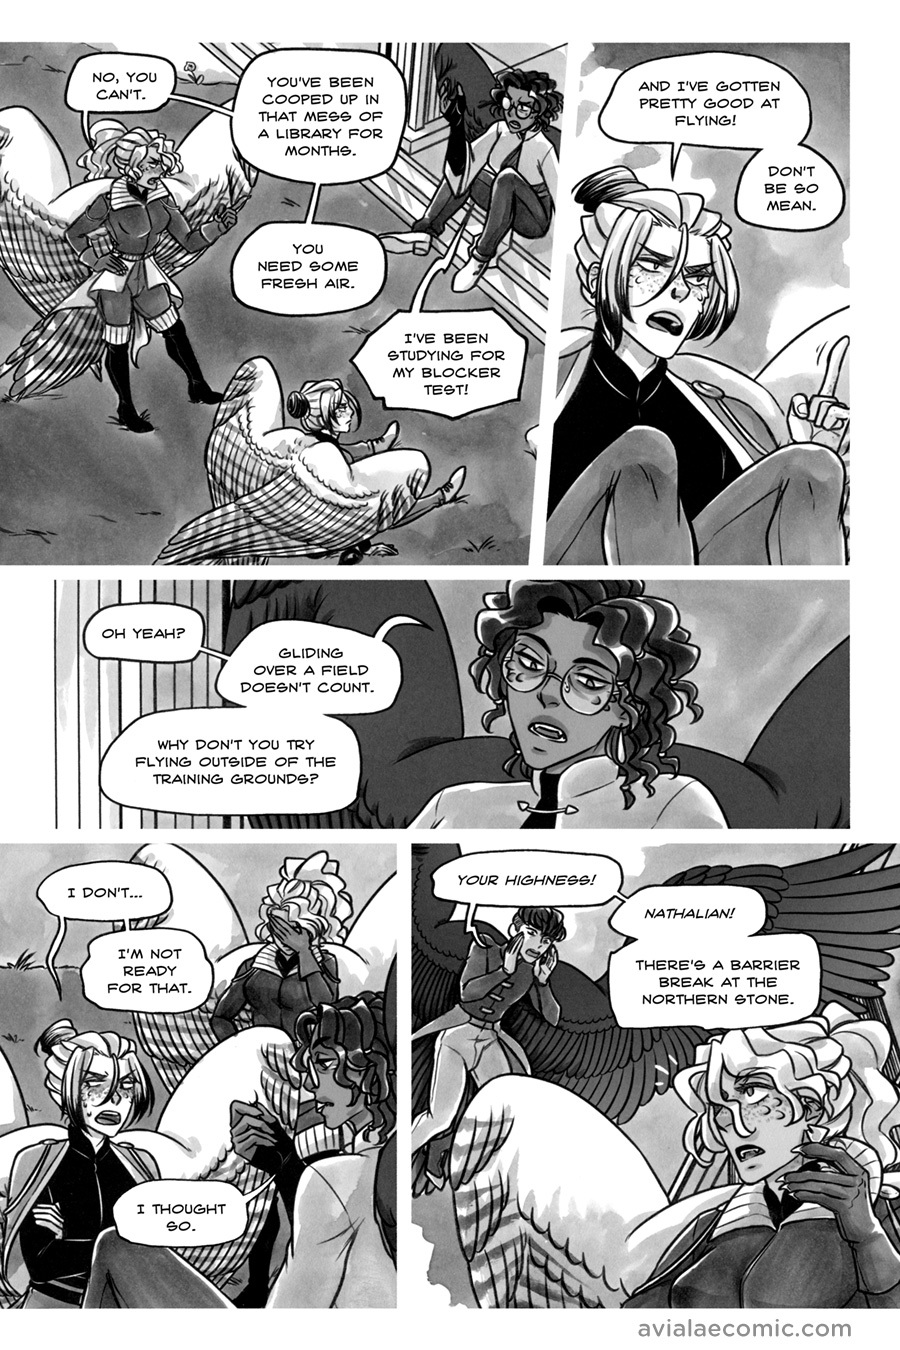 NO, YOU
CAN'T.
YOU'VE BEEN
COOPED UP IN
THAT MESS OF
A LIBRARY FOR
MONTHS.
YOU
NEED SOME
FRESH AIR.
I'VE BEEN
STUDYING FOR
MY BLOCKER
TEST!
AND I'VE GOTTEN
PRETTY GOOD AT
FLYING!
DON'T
BE SO
MEAN.
OH YEAH?
GLIDING
OVER A FIELD
DOESN'T COUNT.
WHY DON'T YOU TRY
FLYING OUTSIDE OF THE
TRAINING GROUNDS?
I DON'T...
I'M NOT
READY
FOR THAT.
I THOUGHT
SO.
YOUR HIGHNESS!
NATHALIAN!
THERE'S A BARRIER
BREAK AT THE
NORTHERN STONE.
avialaecomic.com